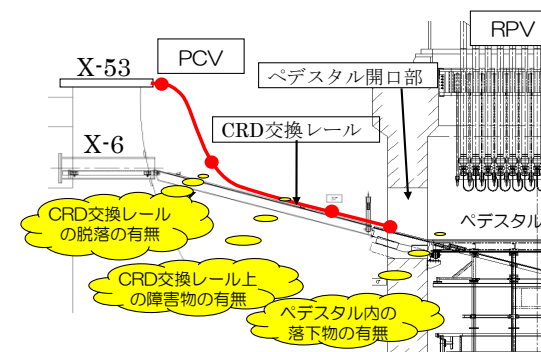 RPV
PCV
X-53
ペデスタル開口部
CRD交換レール
X-6
CRD交換レール
の脱落の有無
ペデスタル
CRD交換レール上
の障害物の有無
ペデスタル内の
落下物の有無